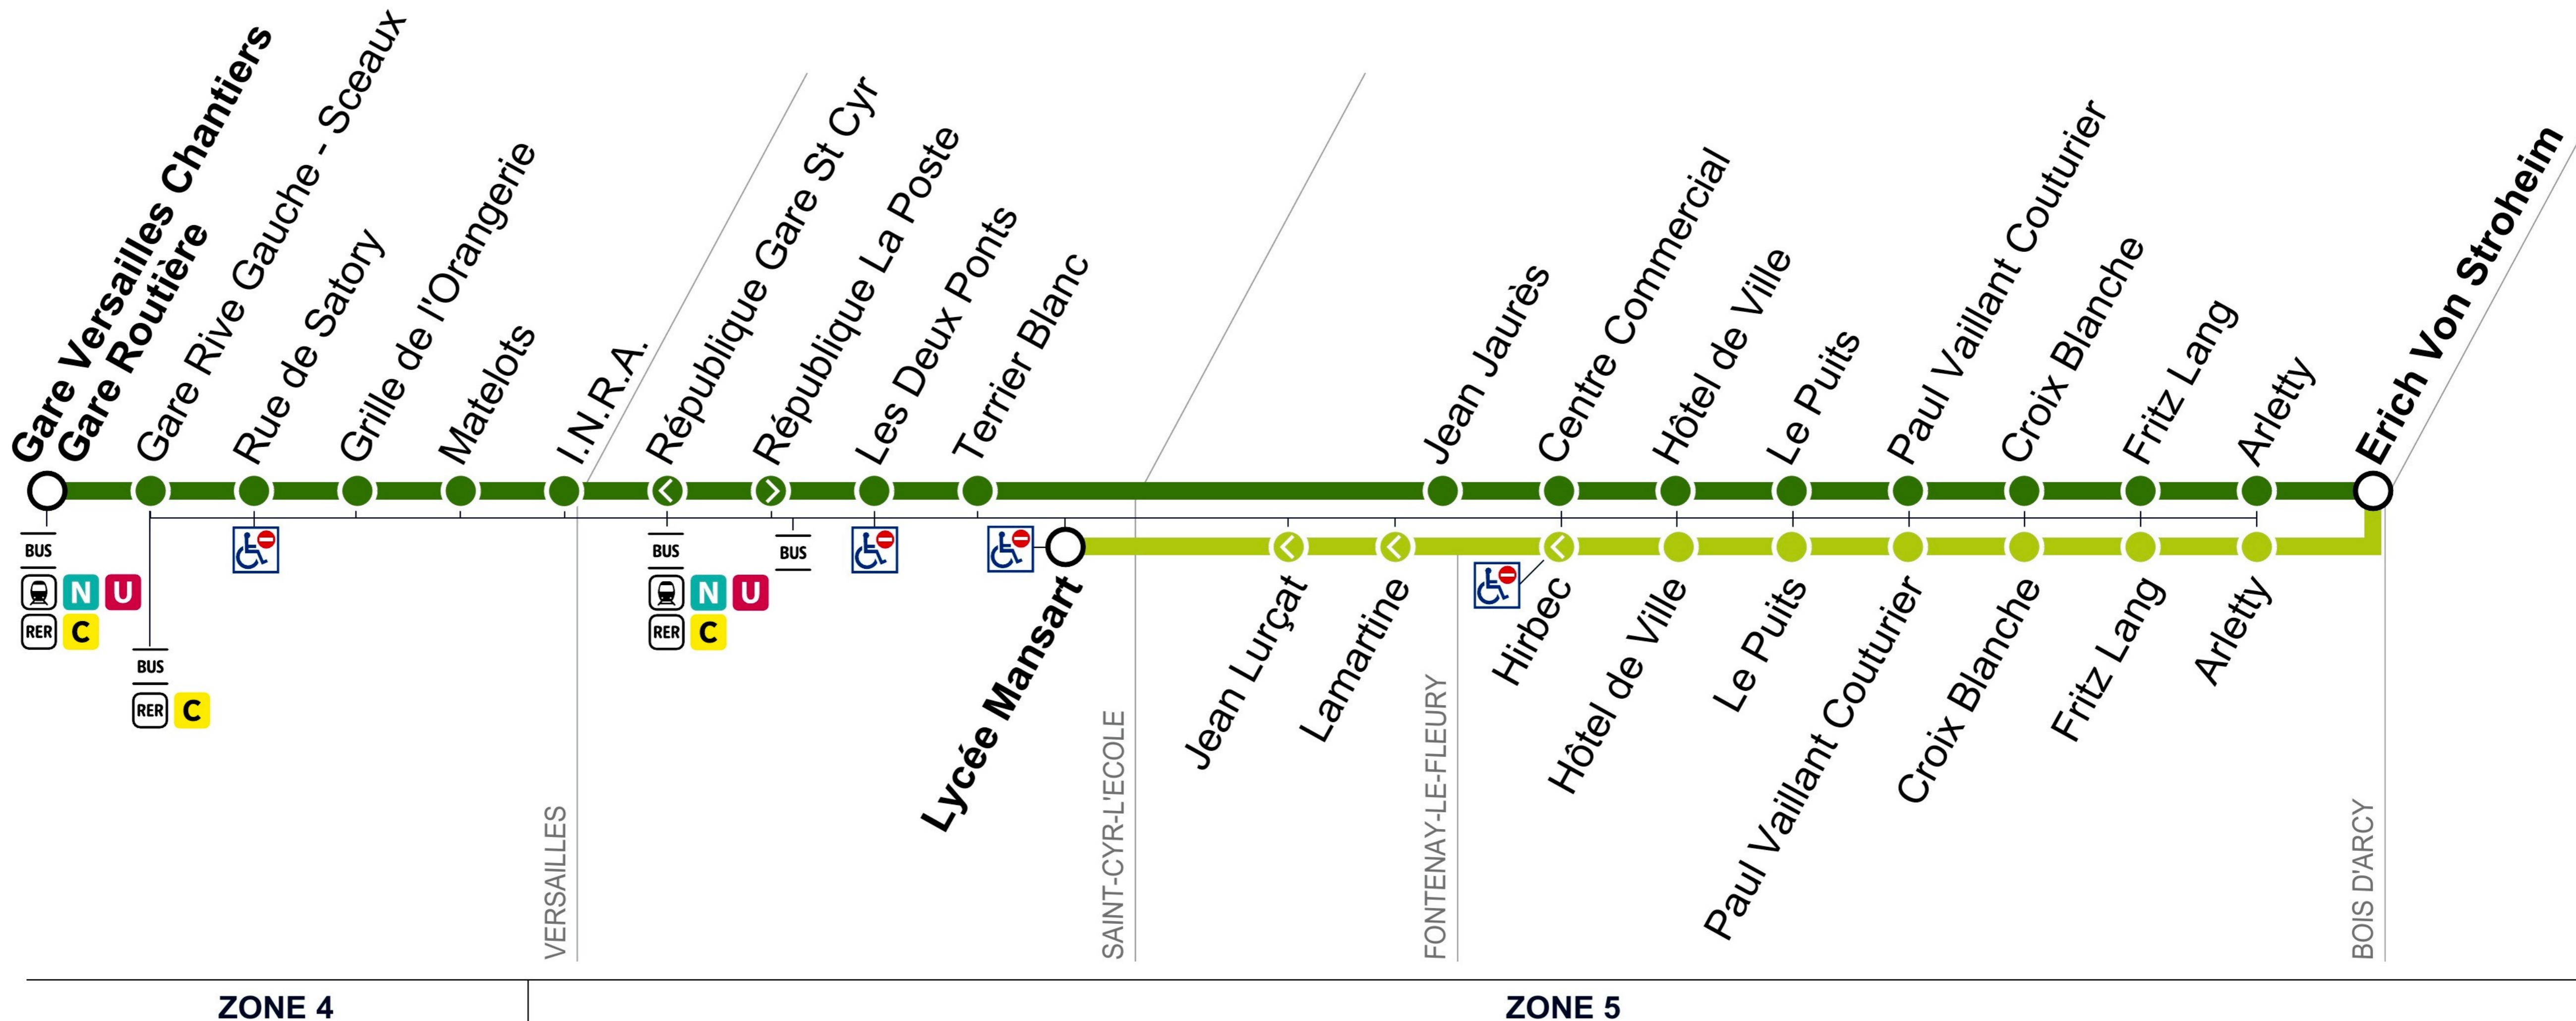 Gare Versailles Chantiers
Gare Routière
Gare Rive Gauche - Sceaux
Rue de Satory
Grille de l'Orangerie
Matelots
I.N.R.A.
République Gare St Cyr
République La Poste
Les Deux Ponts
Terrier Blanc
Jean Jaurès
Centre Commercial
Hôtel de Ville
Le Puits
Paul Vaillant Couturier
Croix Blanche
Fritz Lang
Arletty
Erich Von Stroheim
BUS
N U
RER C
BUS
RER C
BUS
N U
RER C
BUS
Lycée Mansart
Jean Lurçat
Lamartine
Hirbec
Hôtel de Ville
Le Puits
Paul Vaillant Couturier
Croix Blanche
Fritz Lang
Arletty
VERSAILLES
SAINT-CYR-L'ECOLE
FONTENAY-LE-FLEURY
BOIS D'ARCY
ZONE 4
ZONE 5